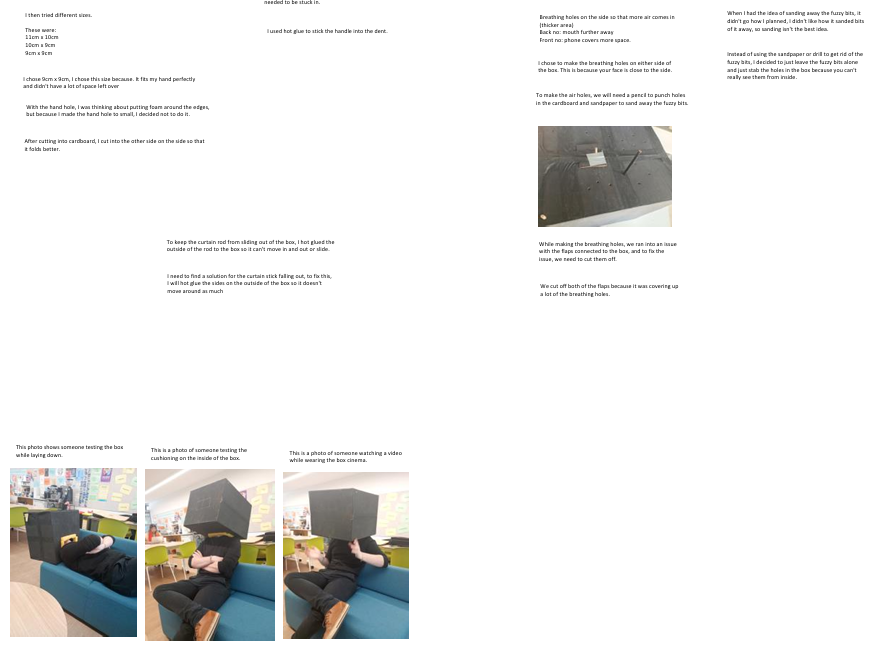 I then tried different sizes.
These were:
11cm x 10cm
10cm x 9cm
9cm x 9cm
I chose 9cm x 9cm, I chose this size because. It fits my hand perfectly
and didn't have a lot of space left over
With the hand hole, I was thinking about putting foam around the edges,
but because I made the hand hole to small, I decided not to do it.
After cutting into cardboard, I cut into the other side on the side so that
it folds better.
needed to be stuck in.
I used hot glue to stick the handle into the dent.
To keep the curtain rod from sliding out of the box, I hot glued the
outside of the rod to the box so it can't move in and out or slide.
I need to find a solution for the curtain stick falling out, to fix this,
I will hot glue the sides on the outside of the box so it doesn't
move around as much
Breathing holes on the side so that more air comes in
(thicker area)
Back no: mouth further away
Front no: phone covers more space.
I chose to make the breathing holes on either side of
the box. This is because your face is close to the side.
To make the air holes, we will need a pencil to punch holes
in the cardboard and sandpaper to sand away the fuzzy bits.
While making the breathing holes, we ran into an issue
with the flaps connected to the box, and to fix the
issue, we need to cut them off.
We cut off both of the flaps because it was covering up
a lot of the breathing holes.
When I had the idea of sanding away the fuzzy bits, it
didn't go how I planned, I didn't like how it sanded bits
of it away, so sanding isn't the best idea.
Instead of using the sandpaper or drill to get rid of the
fuzzy bits, I decided to just leave the fuzzy bits alone
and just stab the holes in the box because you can't
really see them from inside.
This photo shows someone testing the box
while laying down.
This is a photo of someone testing the
cushioning on the inside of the box.
This is a photo of someone watching a video
while wearing the box cinema.